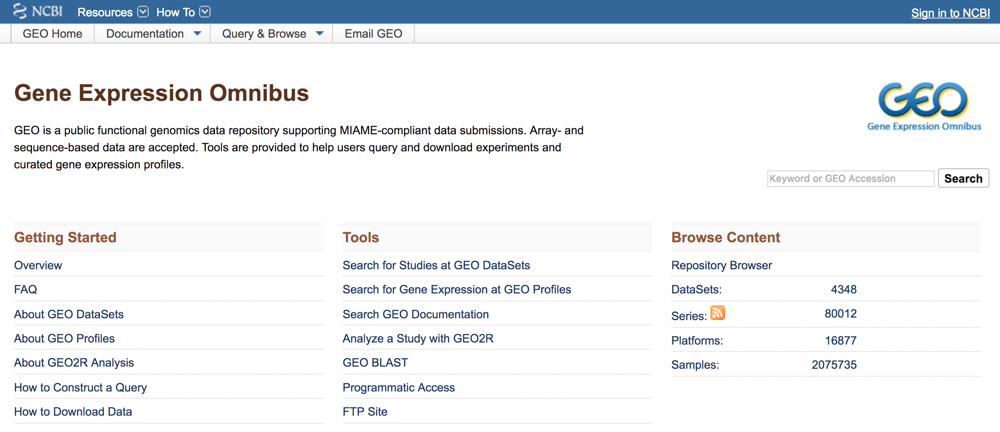 NCBI Resources How To Sign in to NCBI
GEO Home Documentation Query & Browse Email GEO
Gene Expression Omnibus
GEO is a public functional genomics data repository supporting MIAME-compliant data submissions. Array- and
sequence-based data are accepted. Tools are provided to help users query and download experiments and
curated gene expression profiles.
GEO
Gene Expression Omnibus
Keyword or GEO Accession Search
Getting Started
Overview
FAQ
About GEO DataSets
About GEO Profiles
About GEO2R Analysis
How to Construct a Query
How to Download Data
Tools
Search for Studies at GEO DataSets
Search for Gene Expression at GEO Profiles
Search GEO Documentation
Analyze a Study with GEO2R
GEO BLAST
Programmatic Access
FTP Site
Browse Content
Repository Browser
DataSets: 4348
Series: 80012
Platforms: 16877
Samples: 2075735